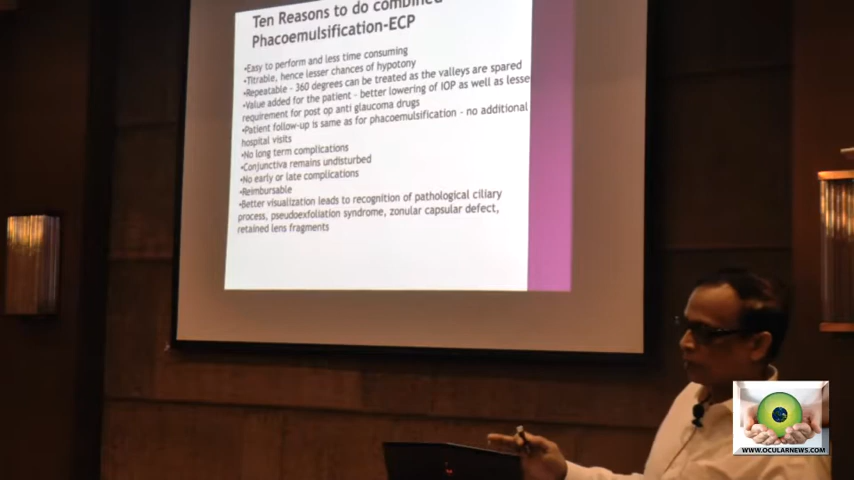 Ten Reasons to do combined
Phacoemulsification-ECP
•Easy to perform and less time consuming
•Titrable, hence lesser chances of hypotony
•Repeatable - 360 degrees can be treated as the valleys are spared
•Value added for the patient - better lowering of IOP as well as lesse
requirement for post op anti glaucoma drugs
•Patient follow-up is same as for phacoemulsification - no additional
hospital visits
•No long term complications
•Conjunctiva remains undisturbed
•No early or late complications
•Reimbursable
•Better visualization leads to recognition of pathological ciliary
process, pseudoexfoliation syndrome, zonular capsular defect,
retained lens fragments
WWW.OCULARNEWS.COM